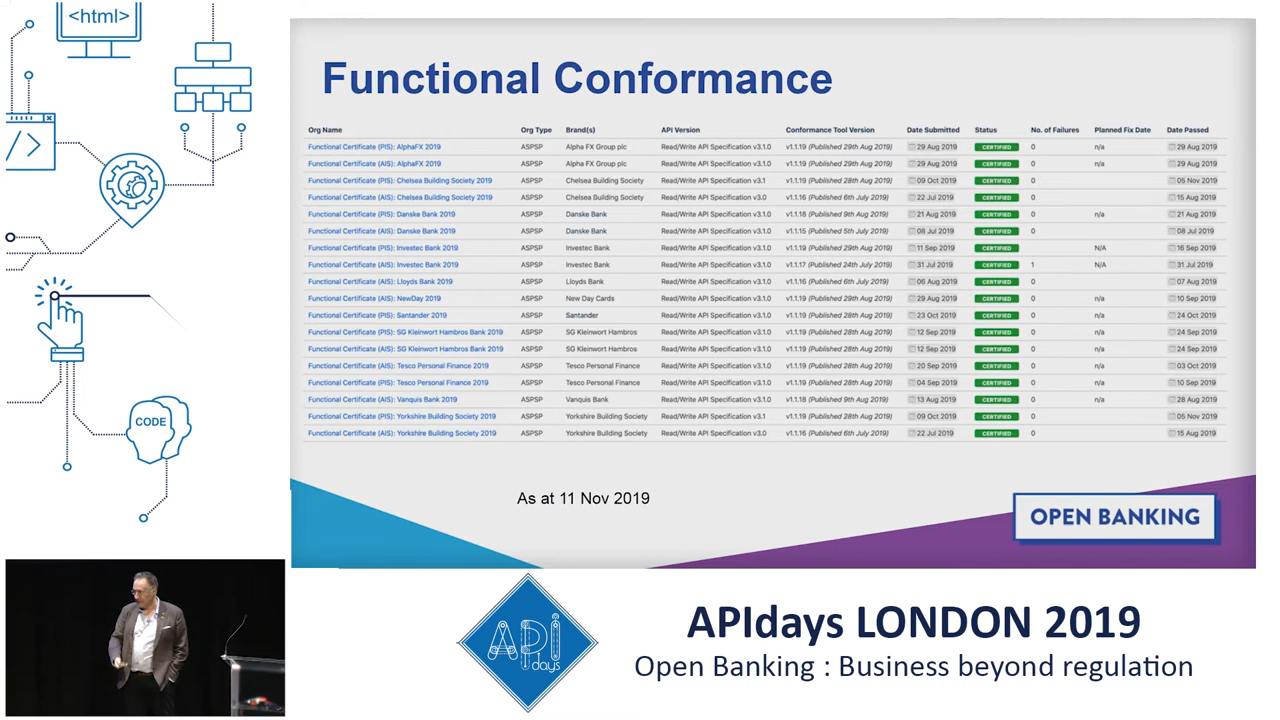 <html>
</>
CODE
Functional Conformance
Org Name Org Type Brand(s) API Version Conformance Tool Version Date Submitted Status No. of Failures Planned Fix Date Date Passed
Functional Certificate (PIS): AlphaFX 2019 ASPSP Alpha FX Group plc Read/Write API Specification v3.1.0 v1.1.19 (Published 29th Aug 2019) 29 Aug 2019 CERTIFIED 0 n/a 29 Aug 2019
Functional Certificate (AIS): AlphaFX 2019 ASPSP Alpha FX Group plc Read/Write API Specification v3.1.0 v1.1.19 (Published 29th Aug 2019) 29 Aug 2019 CERTIFIED 0 n/a 29 Aug 2019
Functional Certificate (PIS): Chelsea Building Society 2019 ASPSP Chelsea Building Society Read/Write API Specification v3.1 v1.1.19 (Published 28th Aug 2019) 09 Oct 2019 CERTIFIED 0 05 Nov 2019
Functional Certificate (AIS): Chelsea Building Society 2019 ASPSP Chelsea Building Society Read/Write API Specification v3.0 v1.1.16 (Published 6th July 2019) 22 Jul 2019 CERTIFIED 0 15 Aug 2019
Functional Certificate (PIS): Danske Bank 2019 ASPSP Danske Bank Read/Write API Specification v3.1.0 v1.1.18 (Published 9th Aug 2019) 21 Aug 2019 CERTIFIED 0 n/a 21 Aug 2019
Functional Certificate (AIS): Danske Bank 2019 ASPSP Danske Bank Read/Write API Specification v3.1.0 v1.1.15 (Published 5th July 2019) 08 Jul 2019 CERTIFIED 0 08 Jul 2019
Functional Certificate (PIS): Investec Bank 2019 ASPSP Investec Bank Read/Write API Specification v3.1.0 v1.1.19 (Published 29th Aug 2019) 11 Sep 2019 CERTIFIED N/A 16 Sep 2019
Functional Certificate (AIS): Investec Bank 2019 ASPSP Investec Bank Read/Write API Specification v3.1.0 v1.1.17 (Published 24th July 2019) 31 Jul 2019 CERTIFIED 1 N/A 31 Jul 2019
Functional Certificate (AIS): Lloyds Bank 2019 ASPSP Lloyds Bank Read/Write API Specification v3.1.0 v1.1.16 (Published 6th July 2019) 06 Aug 2019 CERTIFIED 0 07 Aug 2019
Functional Certificate (AIS): NewDay 2019 ASPSP New Day Cards Read/Write API Specification v3.1.0 v1.1.19 (Published 29th Aug 2019) 29 Aug 2019 CERTIFIED 0 n/a 10 Sep 2019
Functional Certificate (PIS): Santander 2019 ASPSP Santander Read/Write API Specification v3.1.0 v1.1.19 (Published 28th Aug 2019) 23 Oct 2019 CERTIFIED 0 n/a 24 Oct 2019
Functional Certificate (PIS): SG Kleinwort Hambros Bank 2019 ASPSP SG Kleinwort Hambros Read/Write API Specification v3.1.0 v1.1.19 (Published 28th Aug 2019) 12 Sep 2019 CERTIFIED 0 n/a 24 Sep 2019
Functional Certificate (AIS): SG Kleinwort Hambros Bank 2019 ASPSP SG Kleinwort Hambros Read/Write API Specification v3.1.0 v1.1.19 (Published 28th Aug 2019) 12 Sep 2019 CERTIFIED 0 n/a 24 Sep 2019
Functional Certificate (AIS): Tesco Personal Finance 2019 ASPSP Tesco Personal Finance Read/Write API Specification v3.1.0 v1.1.19 (Published 28th Aug 2019) 20 Sep 2019 CERTIFIED 0 n/a 03 Oct 2019
Functional Certificate (PIS): Tesco Personal Finance 2019 ASPSP Tesco Personal Finance Read/Write API Specification v3.1.0 v1.1.19 (Published 28th Aug 2019) 04 Sep 2019 CERTIFIED 0 n/a 10 Sep 2019
Functional Certificate (AIS): Vanquis Bank 2019 ASPSP Vanquis Bank Read/Write API Specification v3.1.0 v1.1.18 (Published 9th Aug 2019) 13 Aug 2019 CERTIFIED 0 n/a 28 Aug 2019
Functional Certificate (PIS): Yorkshire Building Society 2019 ASPSP Yorkshire Building Society Read/Write API Specification v3.1 v1.1.19 (Published 28th Aug 2019) 09 Oct 2019 CERTIFIED 0 05 Nov 2019
Functional Certificate (AIS): Yorkshire Building Society 2019 ASPSP Yorkshire Building Society Read/Write API Specification v3.0 v1.1.16 (Published 6th July 2019) 22 Jul 2019 CERTIFIED 0 15 Aug 2019
As at 11 Nov 2019
OPEN BANKING
API
days
APIdays LONDON 2019
Open Banking : Business beyond regulation